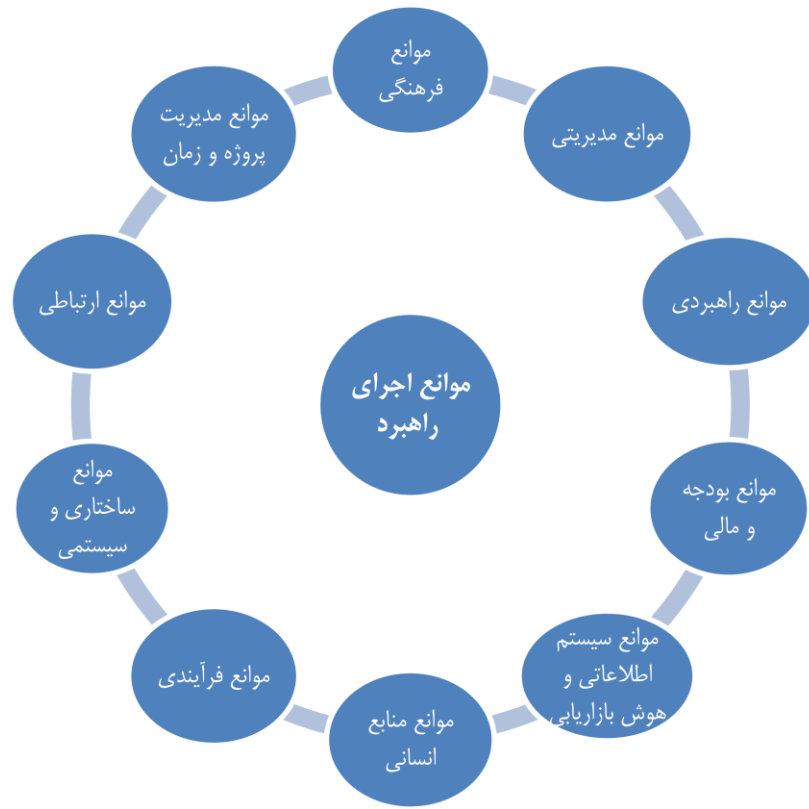 موانع
فرهنگی
موانع مدیریتی
موانع راهبردی
موانع بودجه
و مالی
موانع سیستم
اطلاعاتی و
هوش بازاریابی
موانع منابع
انسانی
موانع فرآیندی
موانع
ساختاری و
سیستمی
موانع ارتباطی
موانع مدیریت
پروژه و زمان
موانع اجرای
راهبرد